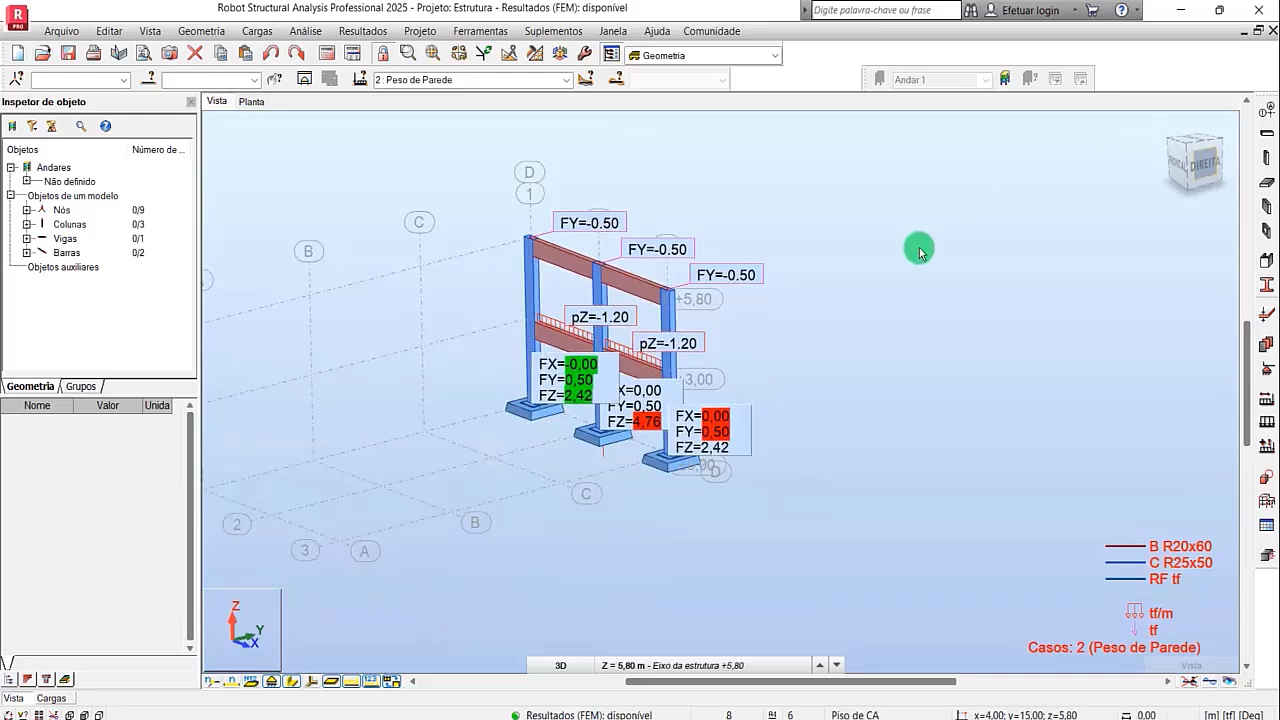 Robot Structural Analysis Professional 2025 - Projeto: Estrutura - Resultados (FEM): disponível
Digite palavra-chave ou frase
Efetuar login
PRO
Arquivo Editar Vista Geometria Cargas Análise Resultados Projeto Ferramentas Suplementos Janela Ajuda Comunidade
Geometria
2 : Peso de Parede
Andar 1
Inspetor de objeto
Vista Planta
Objetos Número de ...
Andares
Não definido
Objetos de um modelo
Nós 0/9
Colunas 0/3
Vigas 0/1
Barras 0/2
Objetos auxiliares
Geometria Grupos
Nome Valor Unida
DIREITA
D
1
C
B
FY=-0.50
FY=-0.50
FY=-0.50
+5,80
pZ=-1.20
pZ=-1.20
3,00
FX=-0,00
FY=0,50
FZ=2,42
X=0,00
FY=0,50
FZ=4,76
FX=0,00
FY=0,50
FZ=2,42
D
C
B
2
3
A
B R20x60
C R25x50
RF tf
tf/m
tf
Casos: 2 (Peso de Parede)
Z
Y
X
3D
Z = 5,80 m - Eixo da estrutura +5,80
Vista
Vista Cargas
Resultados (FEM): disponível
8
6
Piso de CA
x=4,00; y=15,00; z=5,80
0,00
[m] [tf] [Deg]